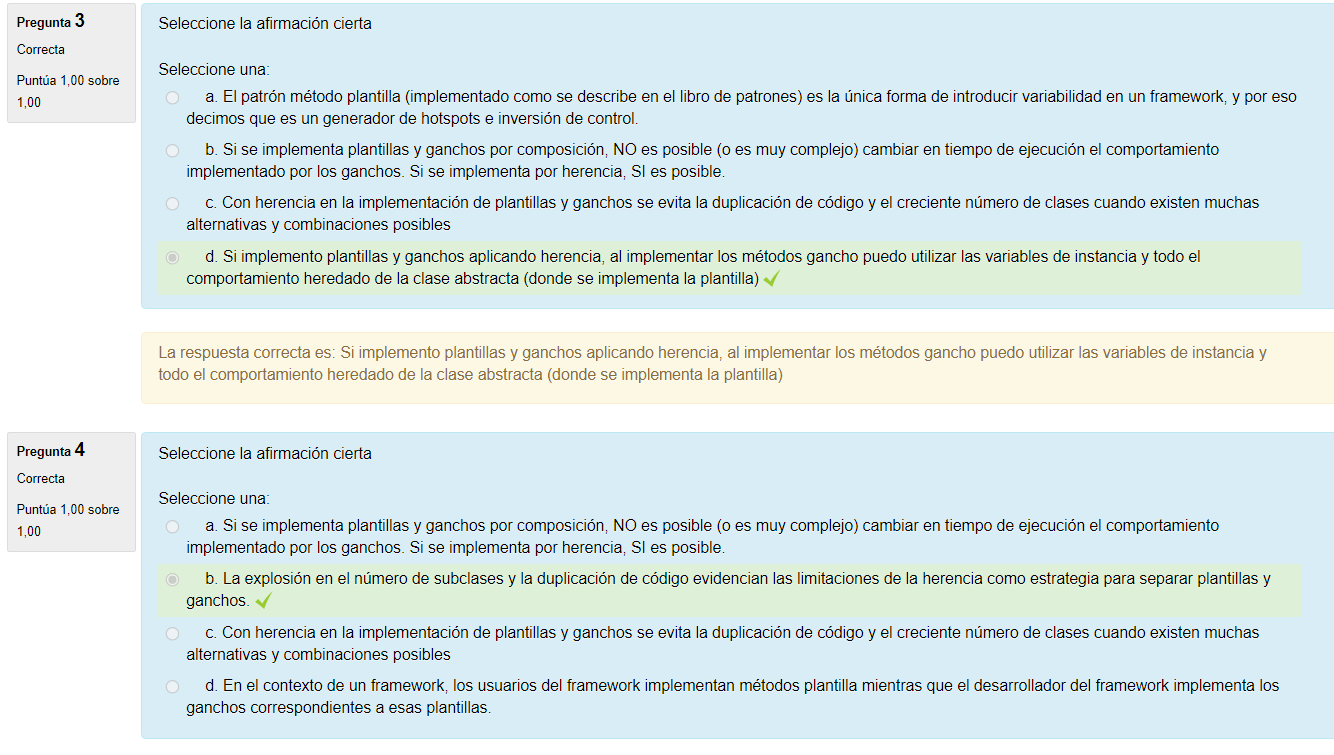 Pregunta 3
Correcta
Puntúa 1,00 sobre
1,00
Seleccione la afirmación cierta
Seleccione una:
a. El patrón método plantilla (implementado como se describe en el libro de patrones) es la única forma de introducir variabilidad en un framework, y por eso
decimos que es un generador de hotspots e inversión de control.
b. Si se implementa plantillas y ganchos por composición, NO es posible (o es muy complejo) cambiar en tiempo de ejecución el comportamiento
implementado por los ganchos. Si se implementa por herencia, SI es posible.
c. Con herencia en la implementación de plantillas y ganchos se evita la duplicación de código y el creciente número de clases cuando existen muchas
alternativas y combinaciones posibles
d. Si implemento plantillas y ganchos aplicando herencia, al implementar los métodos gancho puedo utilizar las variables de instancia y todo el
comportamiento heredado de la clase abstracta (donde se implementa la plantilla)
La respuesta correcta es: Si implemento plantillas y ganchos aplicando herencia, al implementar los métodos gancho puedo utilizar las variables de instancia y
todo el comportamiento heredado de la clase abstracta (donde se implementa la plantilla)
Pregunta 4
Correcta
Puntúa 1,00 sobre
1,00
Seleccione la afirmación cierta
Seleccione una:
a. Si se implementa plantillas y ganchos por composición, NO es posible (o es muy complejo) cambiar en tiempo de ejecución el comportamiento
implementado por los ganchos. Si se implementa por herencia, SI es posible.
b. La explosión en el número de subclases y la duplicación de código evidencian las limitaciones de la herencia como estrategia para separar plantillas y
ganchos.
c. Con herencia en la implementación de plantillas y ganchos se evita la duplicación de código y el creciente número de clases cuando existen muchas
alternativas y combinaciones posibles
d. En el contexto de un framework, los usuarios del framework implementan métodos plantilla mientras que el desarrollador del framework implementa los
ganchos correspondientes a esas plantillas.